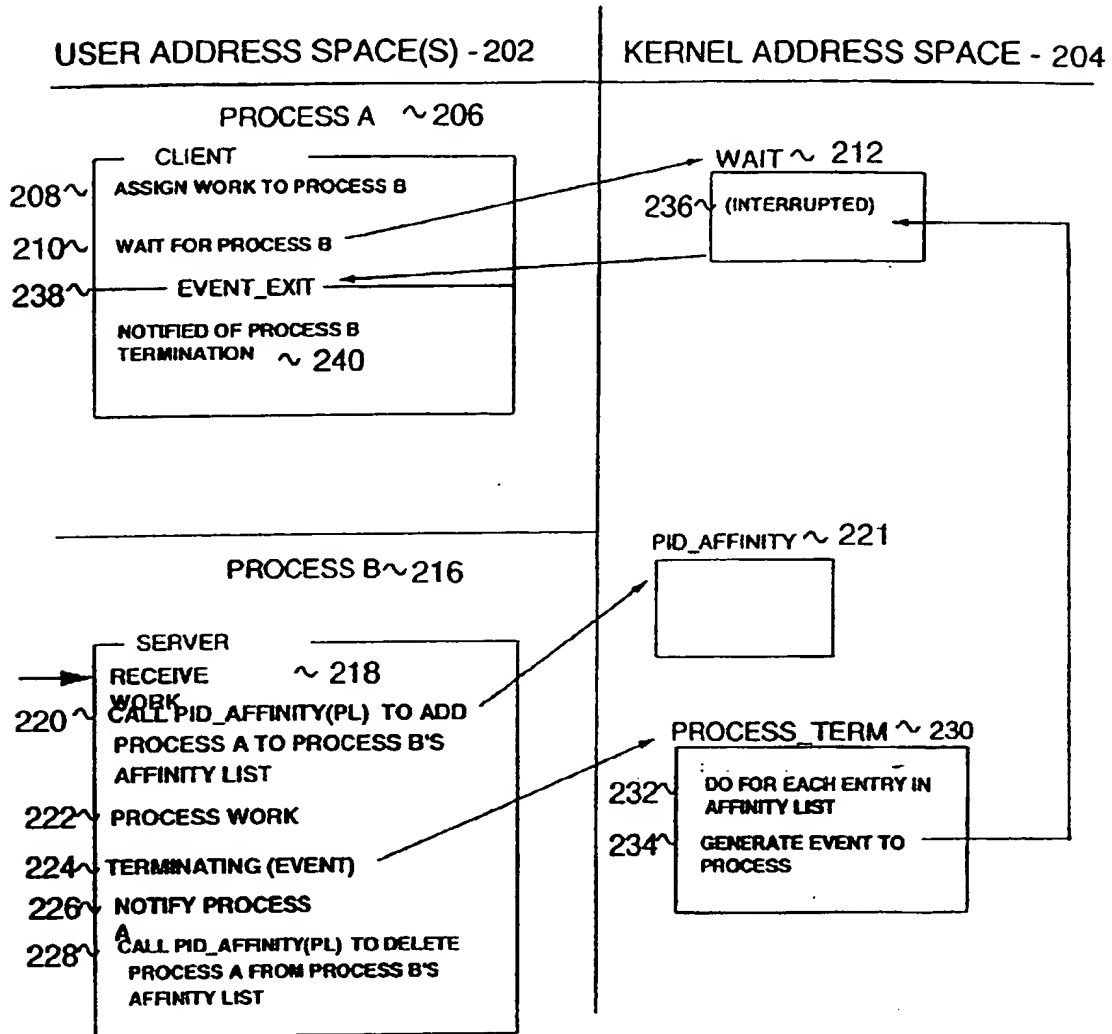 USER ADDRESS SPACE(S) - 202
KERNEL ADDRESS SPACE - 204
PROCESS A ~ 206
CLIENT
208~ ASSIGN WORK TO PROCESS B
210~ WAIT FOR PROCESS B
238~ EVENT_EXIT
NOTIFIED OF PROCESS B
TERMINATION ~ 240
WAIT ~ 212
236~ (INTERRUPTED)
PROCESS B~216
SERVER
RECEIVE ~ 218
WORK
220~ CALL PID_AFFINITY(PL) TO ADD
PROCESS A TO PROCESS B'S
AFFINITY LIST
222~ PROCESS WORK
224~ TERMINATING (EVENT)
226~ NOTIFY PROCESS
A
228~ CALL PID_AFFINITY(PL) TO DELETE
PROCESS A FROM PROCESS B'S
AFFINITY LIST
PID_AFFINITY ~ 221
PROCESS_TERM ~ 230
232~ DO FOR EACH ENTRY IN
AFFINITY LIST
234~ GENERATE EVENT TO
PROCESS